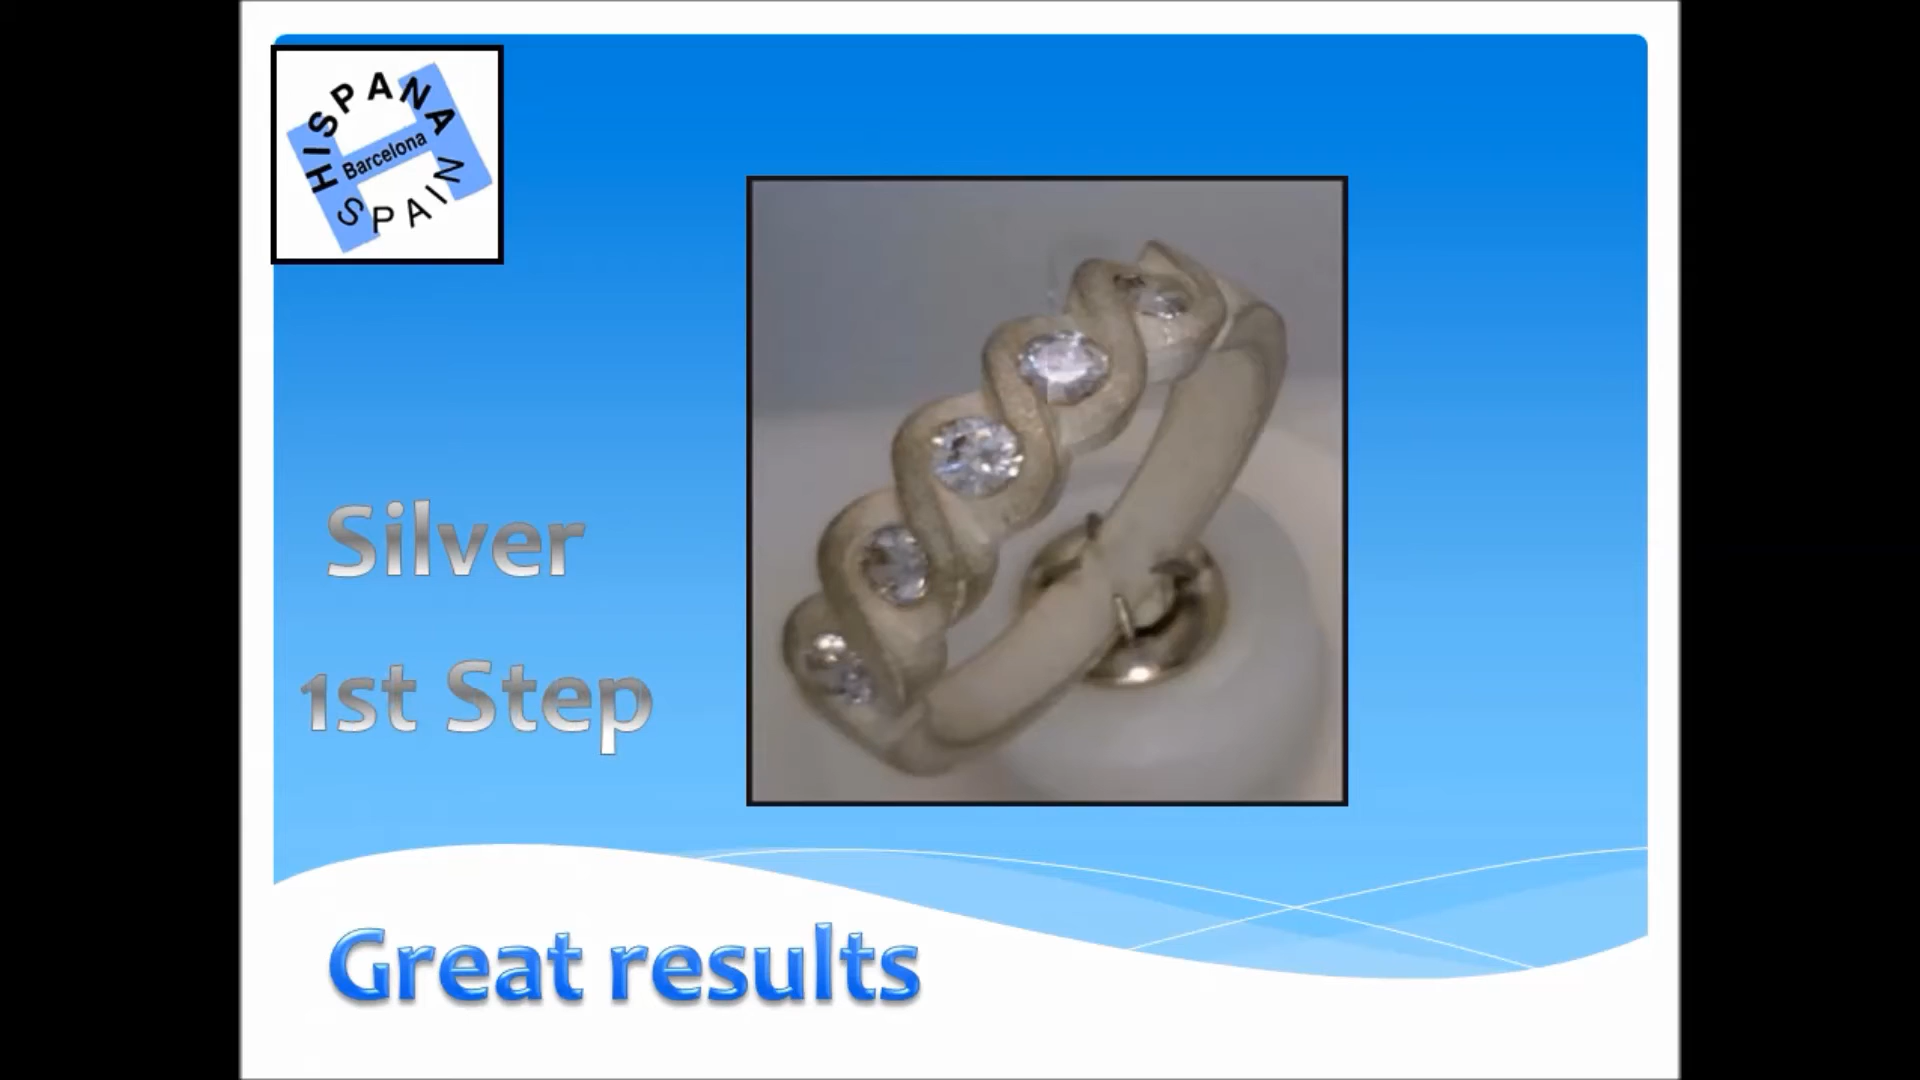 HISPANA
Barcelona
SPAIN
Silver
1st Step
Great results